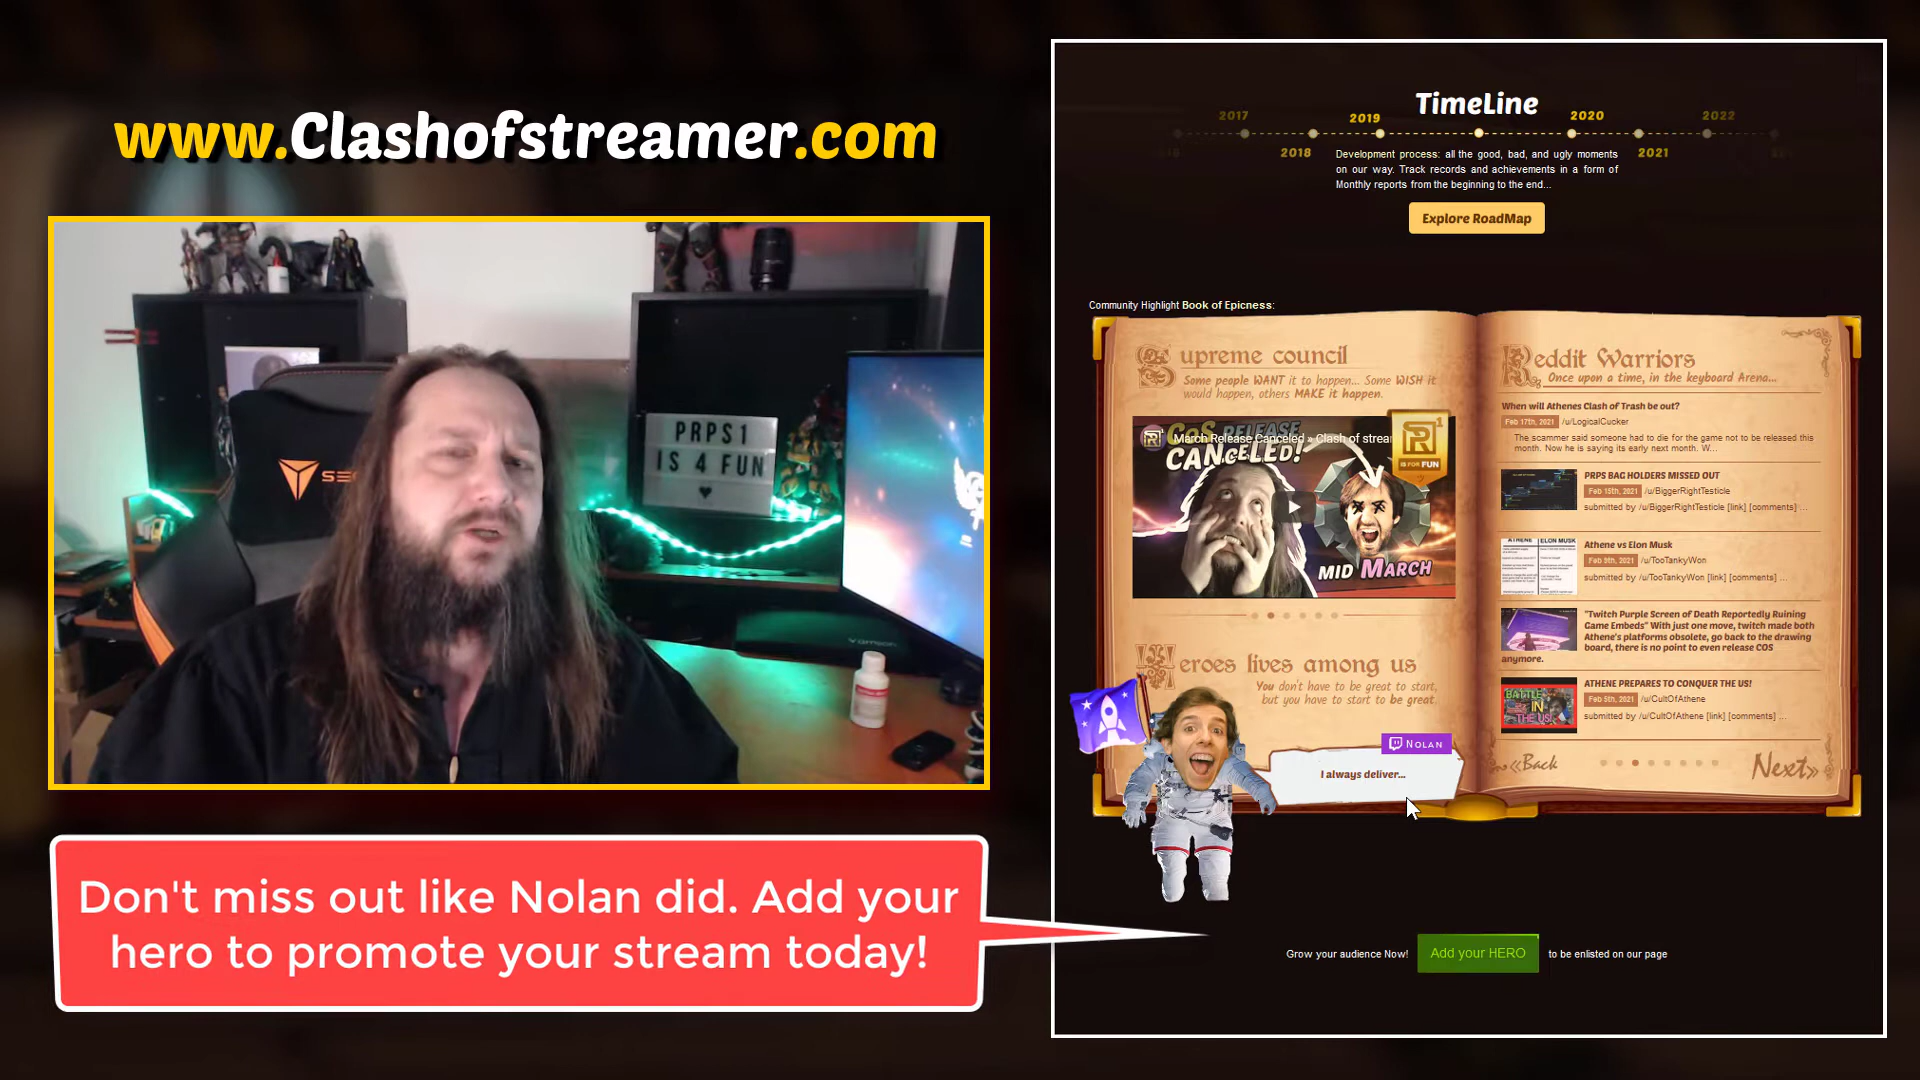 www.Clashofstreamer.com
PRPS1
IS 4 FUN
♥
Don't miss out like Nolan did. Add your
hero to promote your stream today!
TimeLine
2017
2019
2020
2022
2018
2021
Development process: all the good, bad, and ugly moments
on our way. Track records and achievements in a form of
Monthly reports from the beginning to the end...
Explore RoadMap
Community Highlight Book of Epicness:
Supreme council
Some people WANT it to happen... Some WISH it
would happen, others MAKE it happen.
March Release Canceled » Clash of strea
CoS RELEASE
CANCELED!
R1
IS FOR FUN
MID MARCH
Heroes lives among us
You don't have to be great to start,
but you have to start to be great.
NOLAN
I always deliver...
Reddit Warriors
Once upon a time, in the keyboard Arena...
When will Athenes Clash of Trash be out?
Feb 17th, 2021 /u/LogicalCucker
The scammer said someone had to die for the game not to be released this
month. Now he is saying its early next month. W...
PRPS BAG HOLDERS MISSED OUT
Feb 15th, 2021 /u/BiggerRightTesticle
submitted by /u/BiggerRightTesticle [link] [comments] ...
ATHENE ELON MUSK
Athene vs Elon Musk
Feb 9th, 2021 /u/TooTankyWon
submitted by /u/TooTankyWon [link] [comments] ...
"Twitch Purple Screen of Death Reportedly Ruining
Game Embeds" With just one move, twitch made both
Athene's platforms obsolete, go back to the drawing
board, there is no point to even release COS
anymore.
BATTLE
IN
THE US!
ATHENE PREPARES TO CONQUER THE US!
Feb 5th, 2021 /u/CultOfAthene
submitted by /u/CultOfAthene [link] [comments] ...
«Back
Next»
Grow your audience Now! Add your HERO to be enlisted on our page